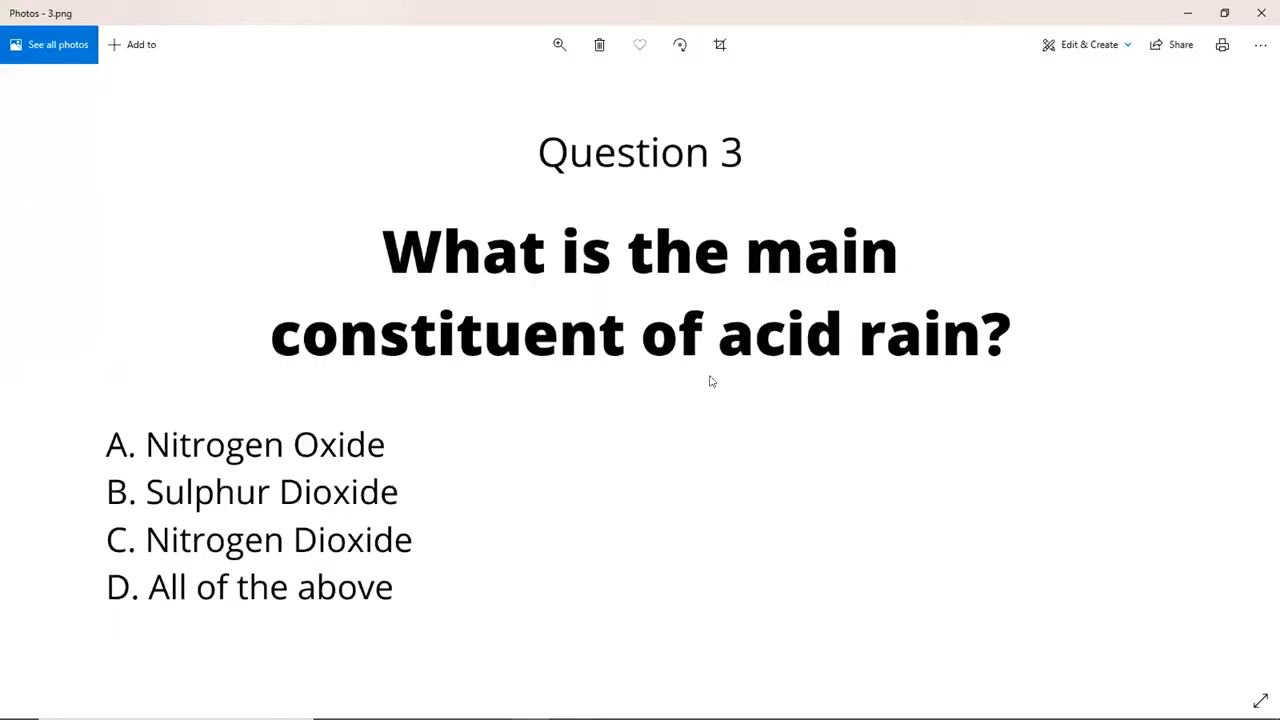 Photos - 3.png
See all photos
Add to
Edit & Create
Share
Question 3
What is the main
constituent of acid rain?
A. Nitrogen Oxide
B. Sulphur Dioxide
C. Nitrogen Dioxide
D. All of the above